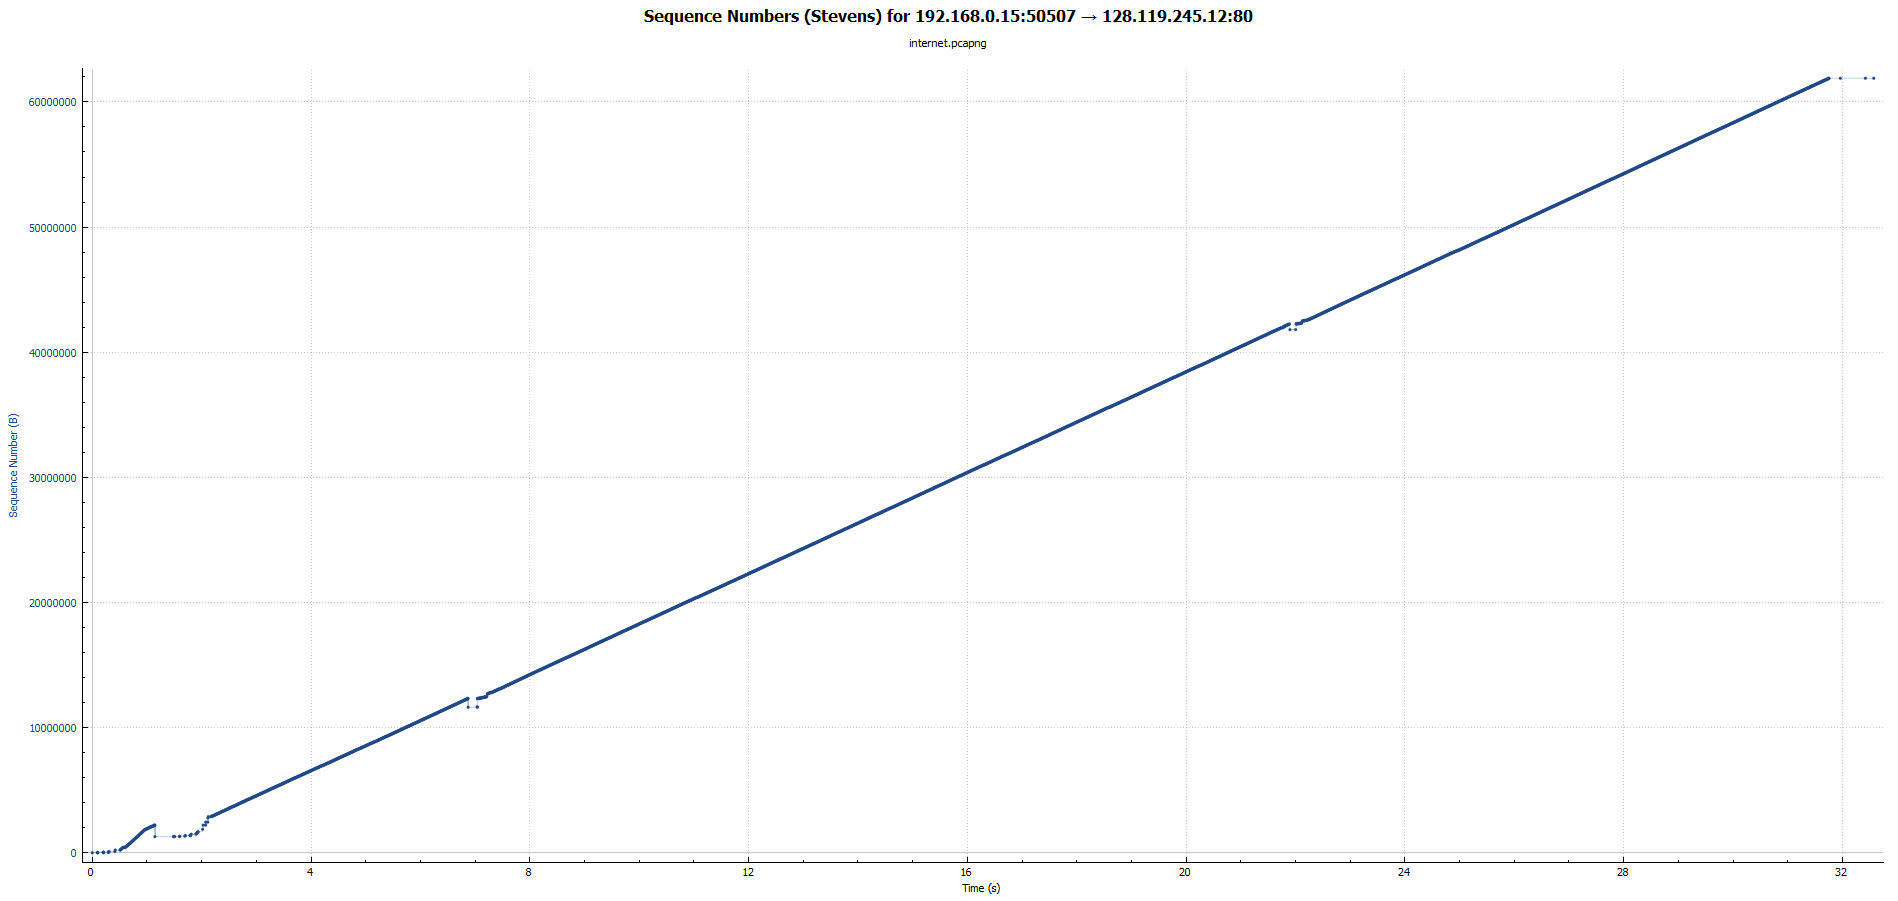 Sequence Numbers (Stevens) for 192.168.0.15:50507 → 128.119.245.12:80
internet.pcapng
Sequence Number (B)
60000000
50000000
40000000
30000000
20000000
10000000
0
0 4 8 12 16 20 24 28 32
Time (s)